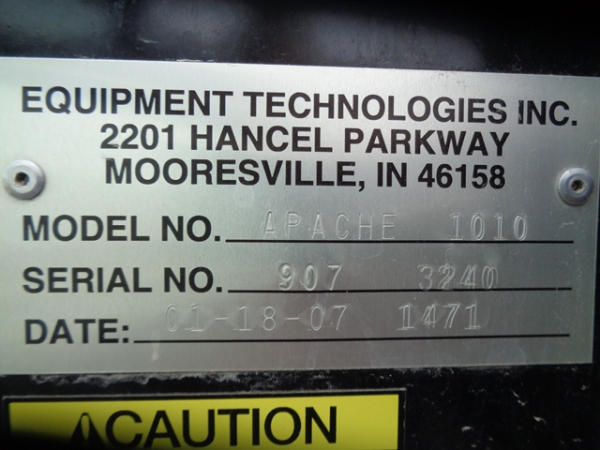 EQUIPMENT TECHNOLOGIES INC.
2201 HANCEL PARKWAY
MOORESVILLE, IN 46158
MODEL NO. APACHE 1010
SERIAL NO. 907 3240
DATE: 01-18-07 1471
CAUTION